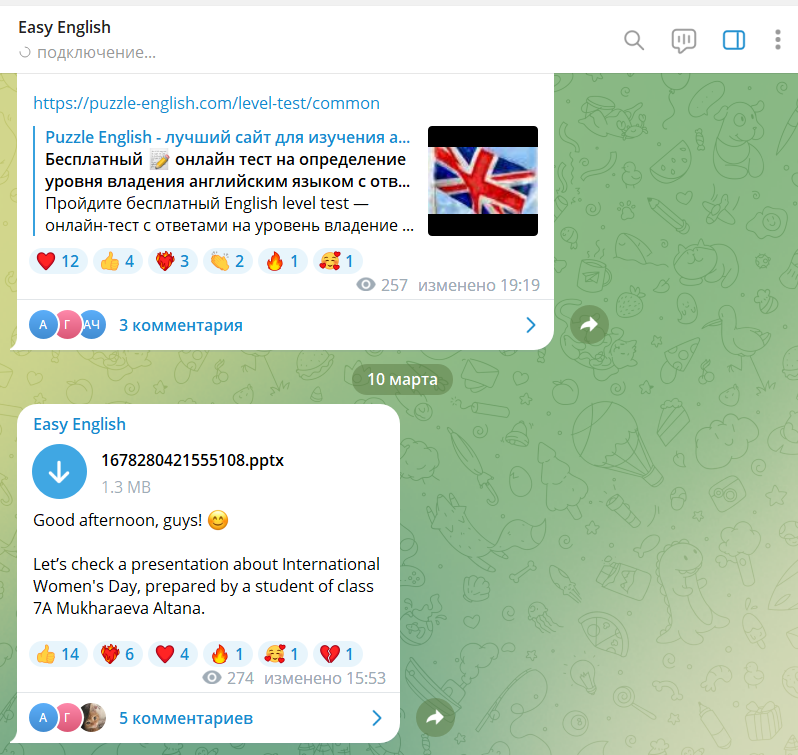 Easy English
подключение...
https://puzzle-english.com/level-test/common
Puzzle English - лучший сайт для изучения а...
Бесплатный 📝 онлайн тест на определение
уровня владения английским языком с отв...
Пройдите бесплатный English level test —
онлайн-тест с ответами на уровень владение ...
❤️ 12 👍 4 ❤️‍🔥 3 👏 2 🔥 1 🥰 1
257 изменено 19:19
А Г АЧ 3 комментария
10 марта
Easy English
1678280421555108.pptx
1.3 MB
Good afternoon, guys! 😊
Let’s check a presentation about International
Women's Day, prepared by a student of class
7A Mukharaeva Altana.
👍 14 ❤️‍🔥 6 ❤️ 4 🔥 1 🥰 1 💔 1
274 изменено 15:53
А Г 5 комментариев